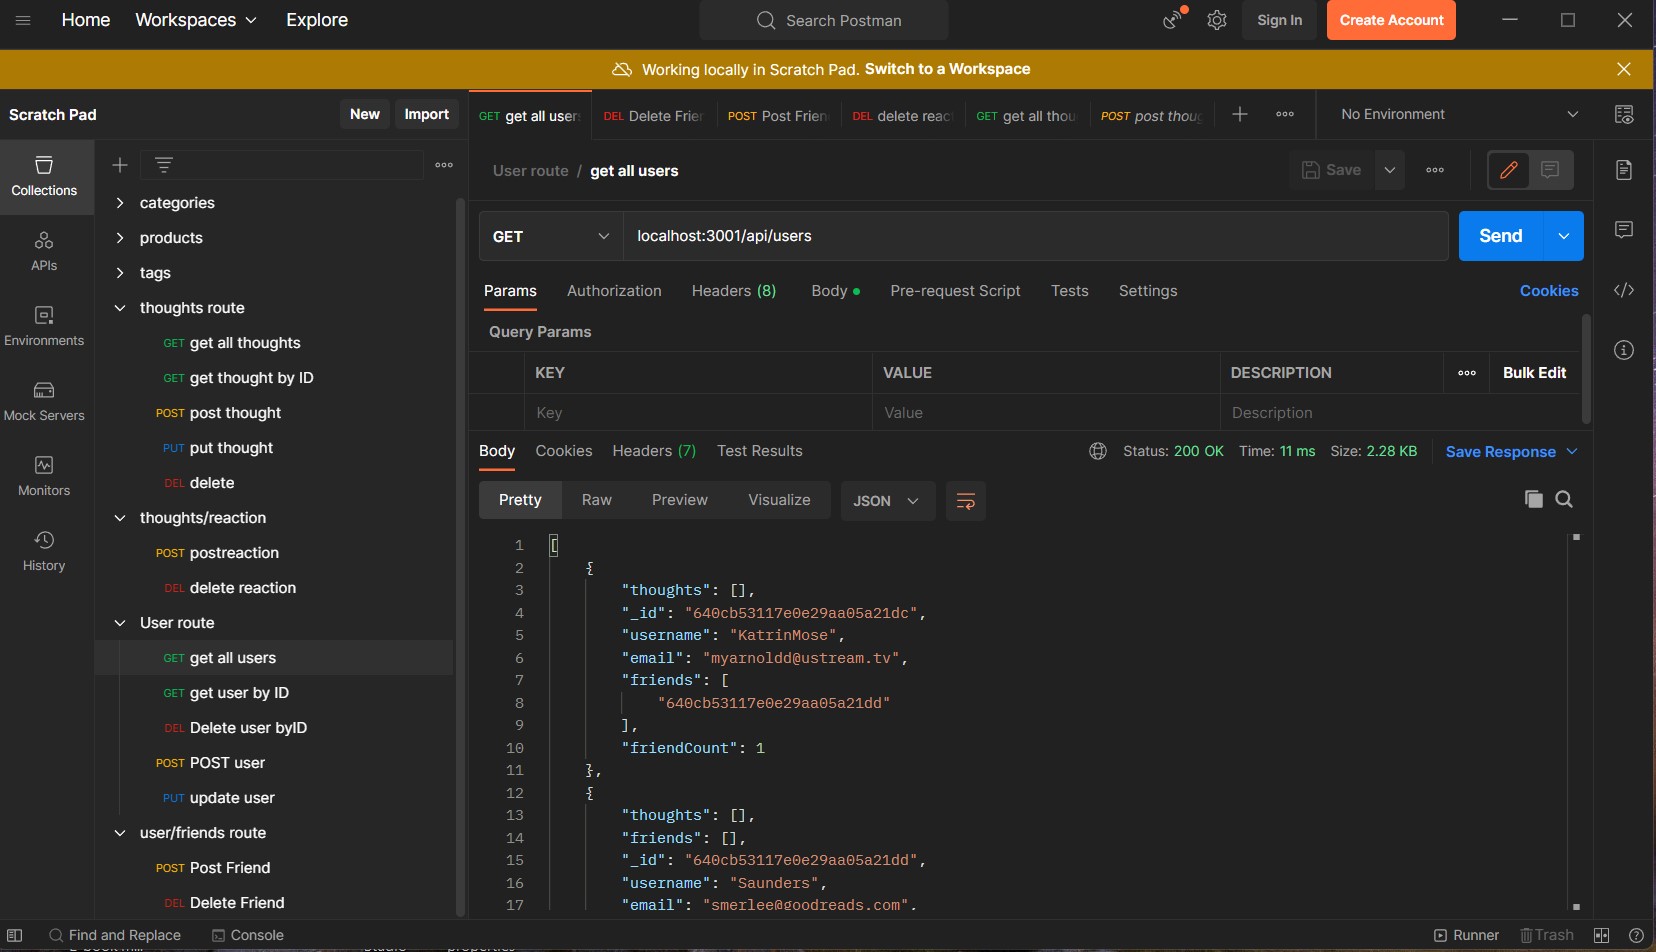 Home Workspaces Explore Search Postman Sign In Create Account
Working locally in Scratch Pad. Switch to a Workspace
Scratch Pad New Import
GET get all user DEL Delete Frie POST Post Frien DEL delete reac GET get all thou POST post thoug No Environment
Collections
APIs
Environments
Mock Servers
Monitors
History
categories
products
tags
thoughts route
GET get all thoughts
GET get thought by ID
POST post thought
PUT put thought
DEL delete
thoughts/reaction
POST postreaction
DEL delete reaction
User route
GET get all users
GET get user by ID
DEL Delete user byID
POST POST user
PUT update user
user/friends route
POST Post Friend
DEL Delete Friend
User route / get all users Save
GET localhost:3001/api/users Send
Params Authorization Headers (8) Body Pre-request Script Tests Settings Cookies
Query Params
KEY VALUE DESCRIPTION Bulk Edit
Key Value Description
Body Cookies Headers (7) Test Results Status: 200 OK Time: 11 ms Size: 2.28 KB Save Response
Pretty Raw Preview Visualize JSON
1 [
2 {
3 "thoughts": [],
4 "_id": "640cb53117e0e29aa05a21dc",
5 "username": "KatrinMose",
6 "email": "myarnoldd@ustream.tv",
7 "friends": [
8 "640cb53117e0e29aa05a21dd"
9 ],
10 "friendCount": 1
11 },
12 {
13 "thoughts": [],
14 "friends": [],
15 "_id": "640cb53117e0e29aa05a21dd",
16 "username": "Saunders",
17 "email": "smerlee@goodreads.com",
Find and Replace Console Runner Trash